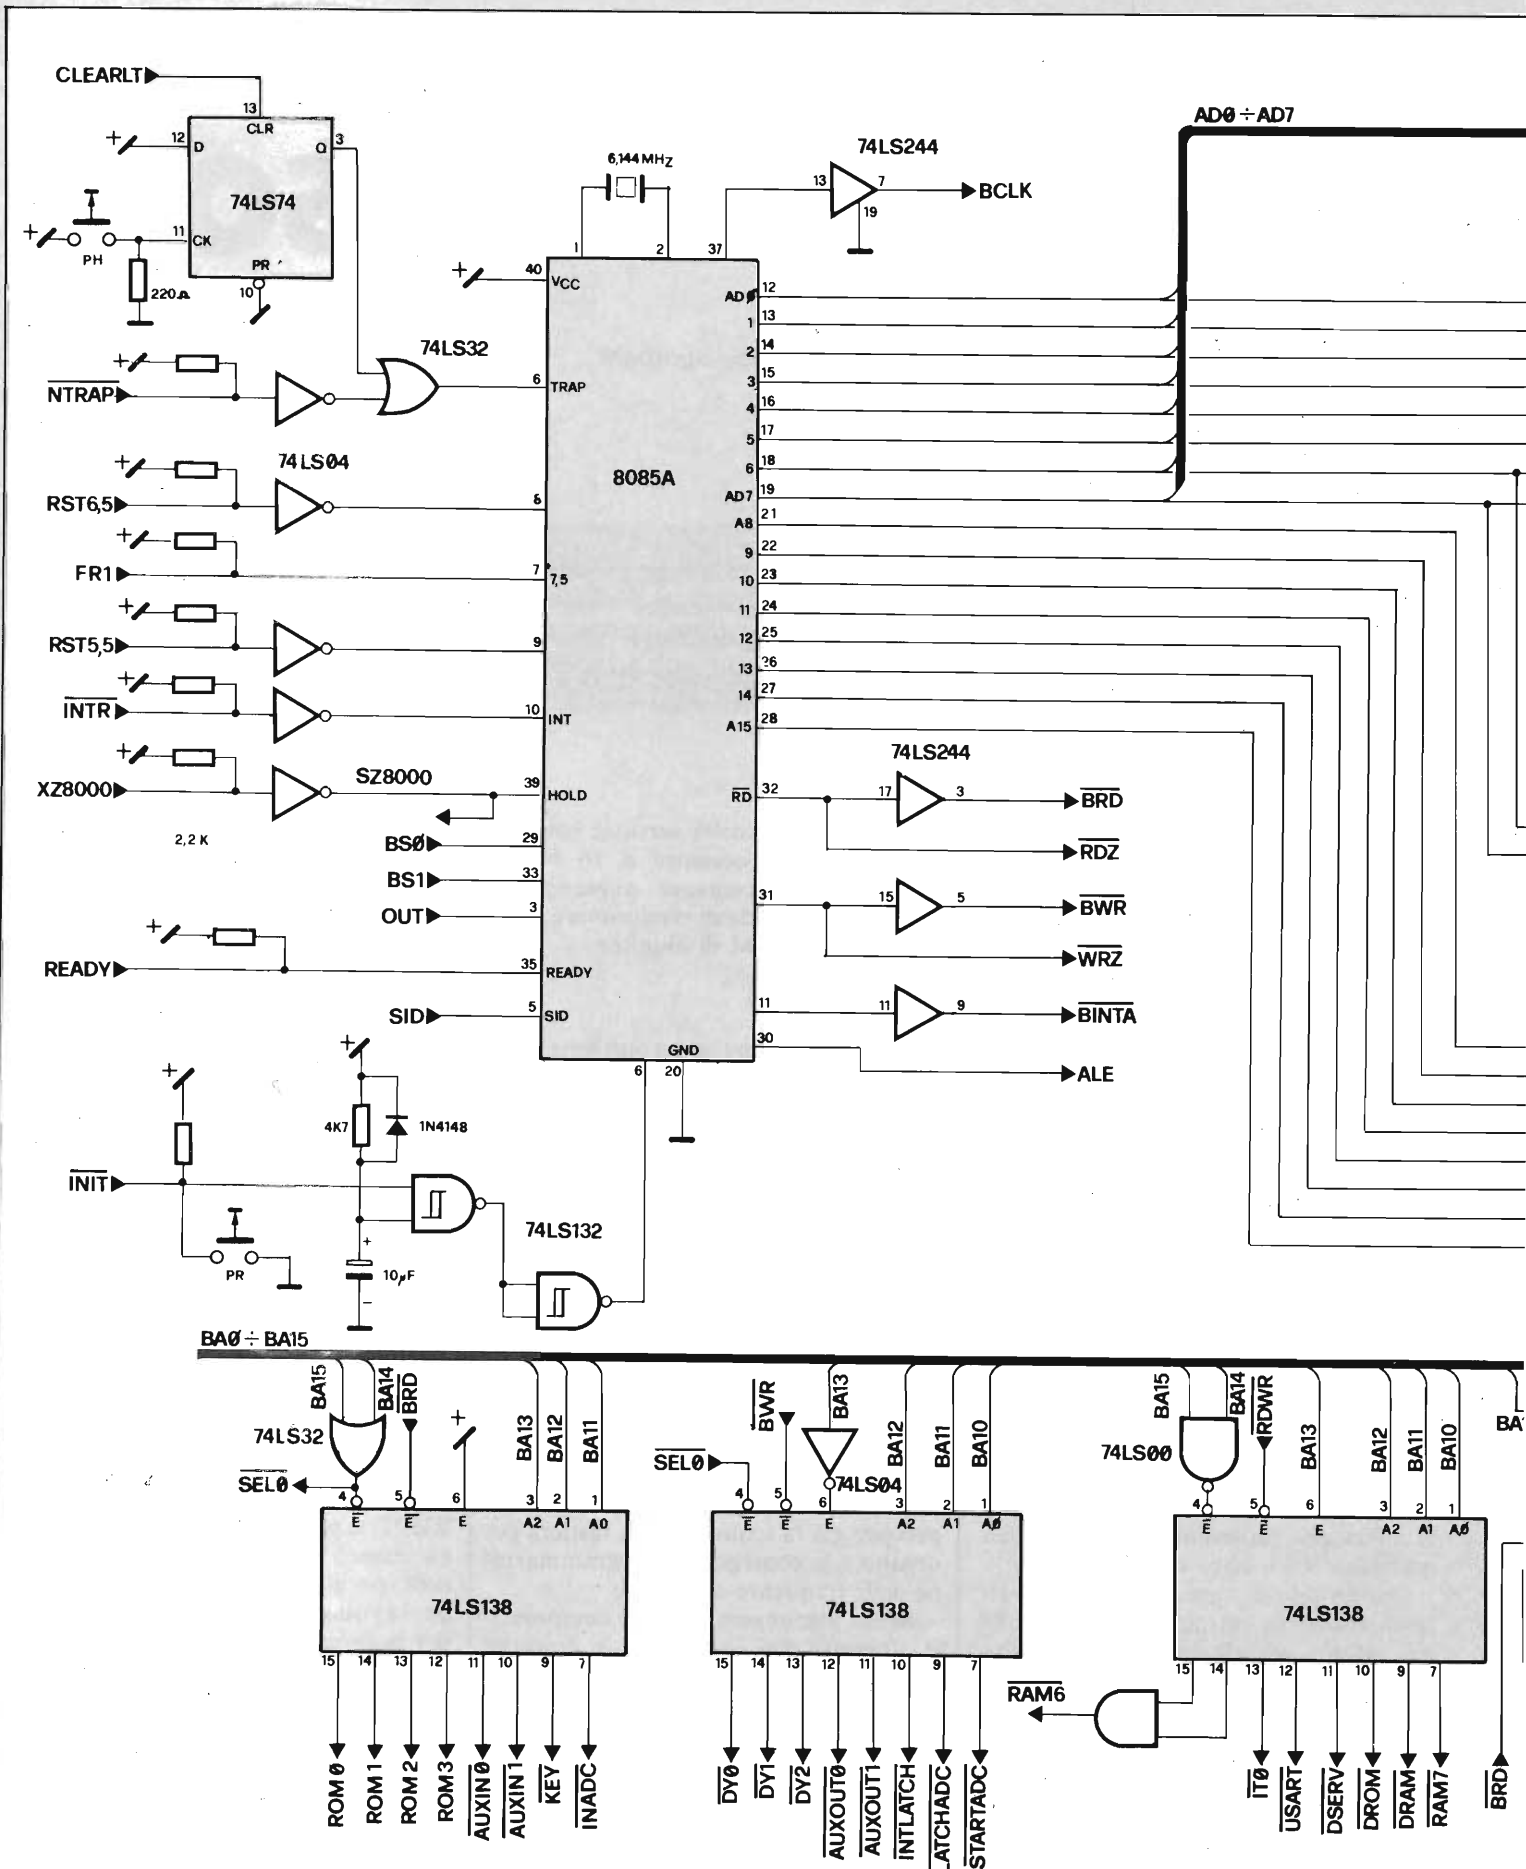 CLEARLT
13
CLR
12
D
Q
3
74LS74
11
CK
PR
10
+
+
PH
220Ω
AD0÷AD7
6,144 MHZ
74LS244
13
7
19
BCLK
1
2
37
+
40
VCC
8085A
74LS32
+
NTRAP
6
TRAP
74LS04
+
RST6,5
8
+
FR1
7
7,5
+
RST5,5
9
+
INTR
10
INT
+
XZ8000
SZ8000
39
HOLD
2,2 K
BSØ
29
BS1
33
OUT
3
+
READY
35
READY
SID
5
SID
GND
6
20
ADØ
12
1
13
2
14
3
15
4
16
5
17
6
18
AD7
19
A8
21
9
22
10
23
11
24
12
25
13
26
14
27
A15
28
74LS244
RD
32
17
3
BRD
RDZ
31
15
5
BWR
WRZ
11
11
9
BINTA
30
ALE
+
+
4K7
1N4148
INIT
PR
+
10µF
−
74LS132
BAØ÷BA15
BA15
BA14
BRD
+
BA13
BA12
BA11
74LS32
SELØ
4
5
6
3
2
1
E
E
E
A2
A1
A0
74LS138
15
14
13
12
11
10
9
7
ROM0
ROM1
ROM2
ROM3
AUXIN0
AUXIN1
KEY
INADC
BWR
BA13
BA12
BA11
BA10
SELØ
74LS04
4
5
6
3
2
1
E
E
E
A2
A1
AØ
74LS138
15
14
13
12
11
10
9
7
DY0
DY1
DY2
AUXOUT0
AUXOUT1
INTLATCH
LATCHADC
STARTADC
BA15
BA14
RDWR
BA13
BA12
BA11
BA10
74LS00
4
5
6
3
2
1
E
E
E
A2
A1
AØ
74LS138
15
14
13
12
11
10
9
7
RAM6
IT0
USART
DSERV
DROM
DRAM
RAM7
BRD